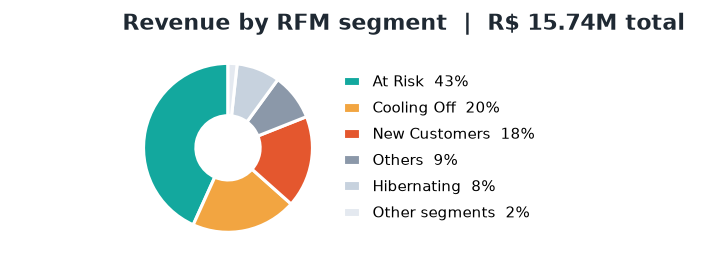 Revenue by RFM segment | R$ 15.74M total
At Risk 43%
Cooling Off 20%
New Customers 18%
Others 9%
Hibernating 8%
Other segments 2%